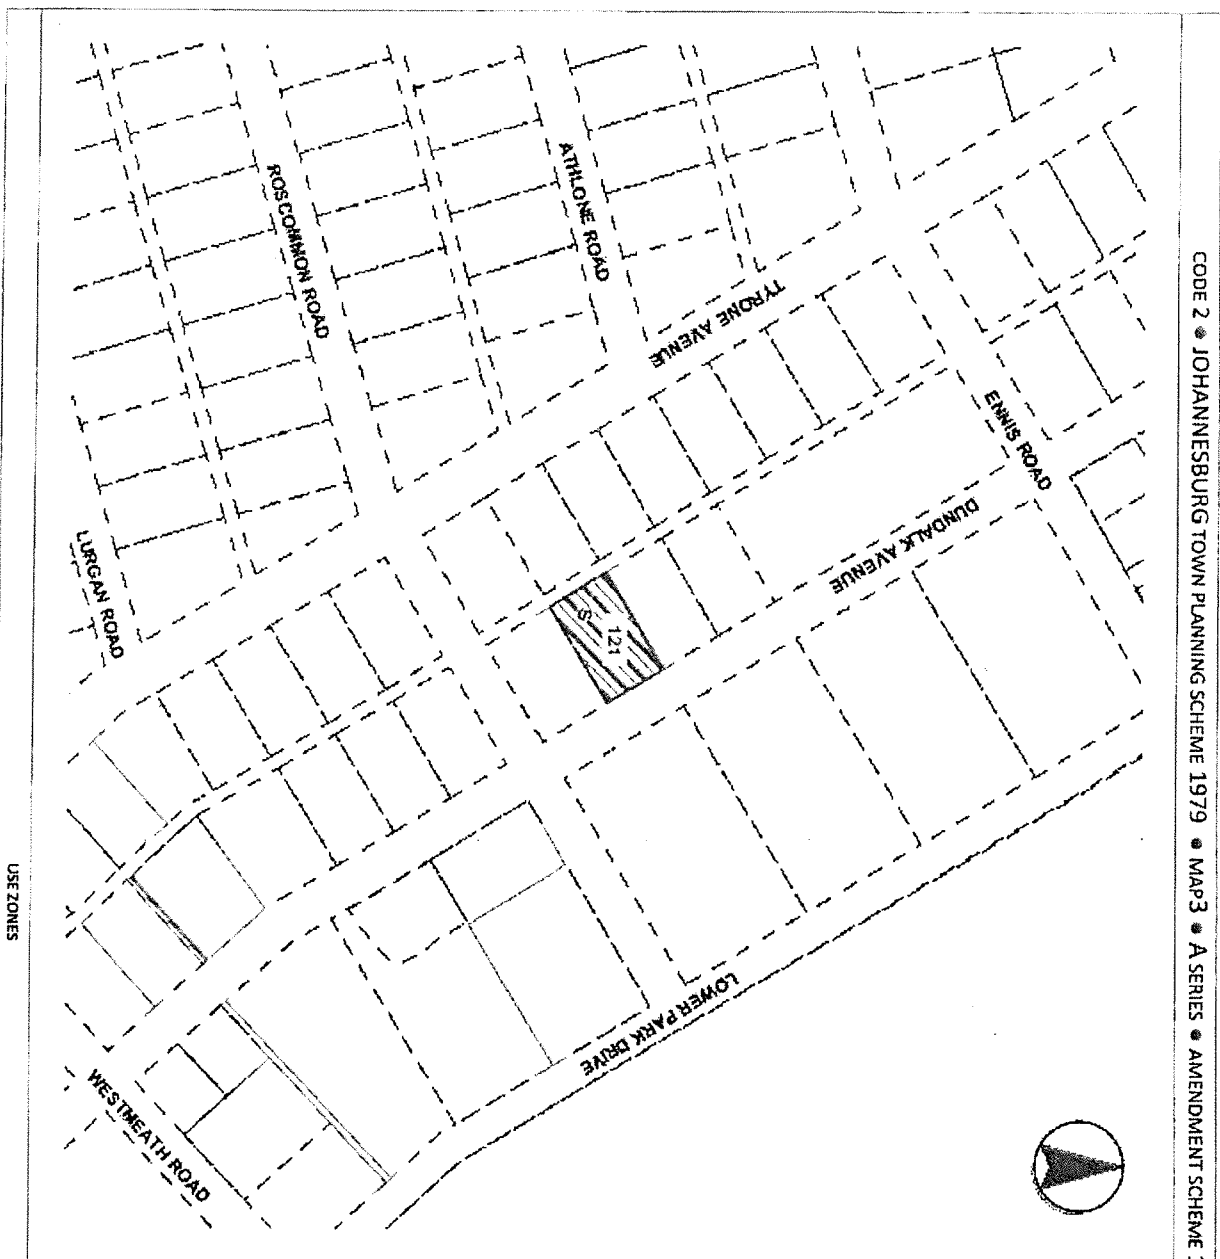 CODE 2 • JOHANNESBURG TOWN PLANNING SCHEME 1979 • MAP3 • A SERIES • AMENDMENT SCHEME
ROSCOMMON ROAD
ATHLONE ROAD
TYRONE AVENUE
ENNIS ROAD
DUNDALK AVENUE
LURGAN ROAD
S
121
LOWER PARK DRIVE
WESTMEATH ROAD
USE ZONES